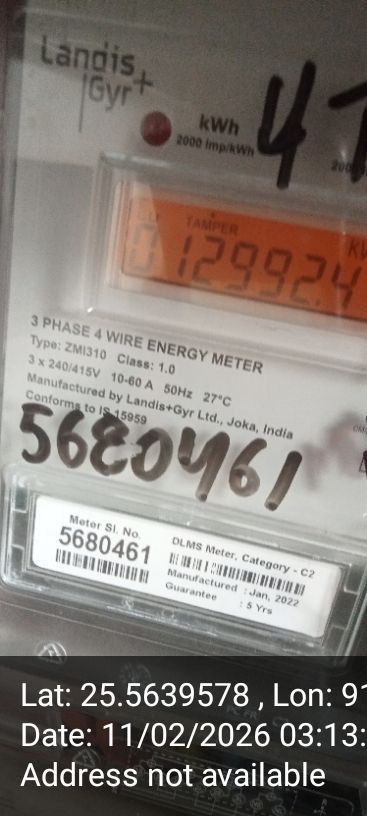 Landis
Gyr+
kWh
2000 imp/kWh
TAMPER
0129924
3 PHASE 4 WIRE ENERGY METER
Type: ZMI310 Class: 1.0
3 x 240/415V 10-60 A 50Hz 27°C
Manufactured by Landis+Gyr Ltd., Joka, India
Conforms to IS 15959
5680461
Meter Sl. No.
5680461
DLMS Meter, Category - C2
Manufactured : Jan, 2022
Guarantee : 5 Yrs
Lat: 25.5639578 , Lon: 91
Date: 11/02/2026 03:13:
Address not available